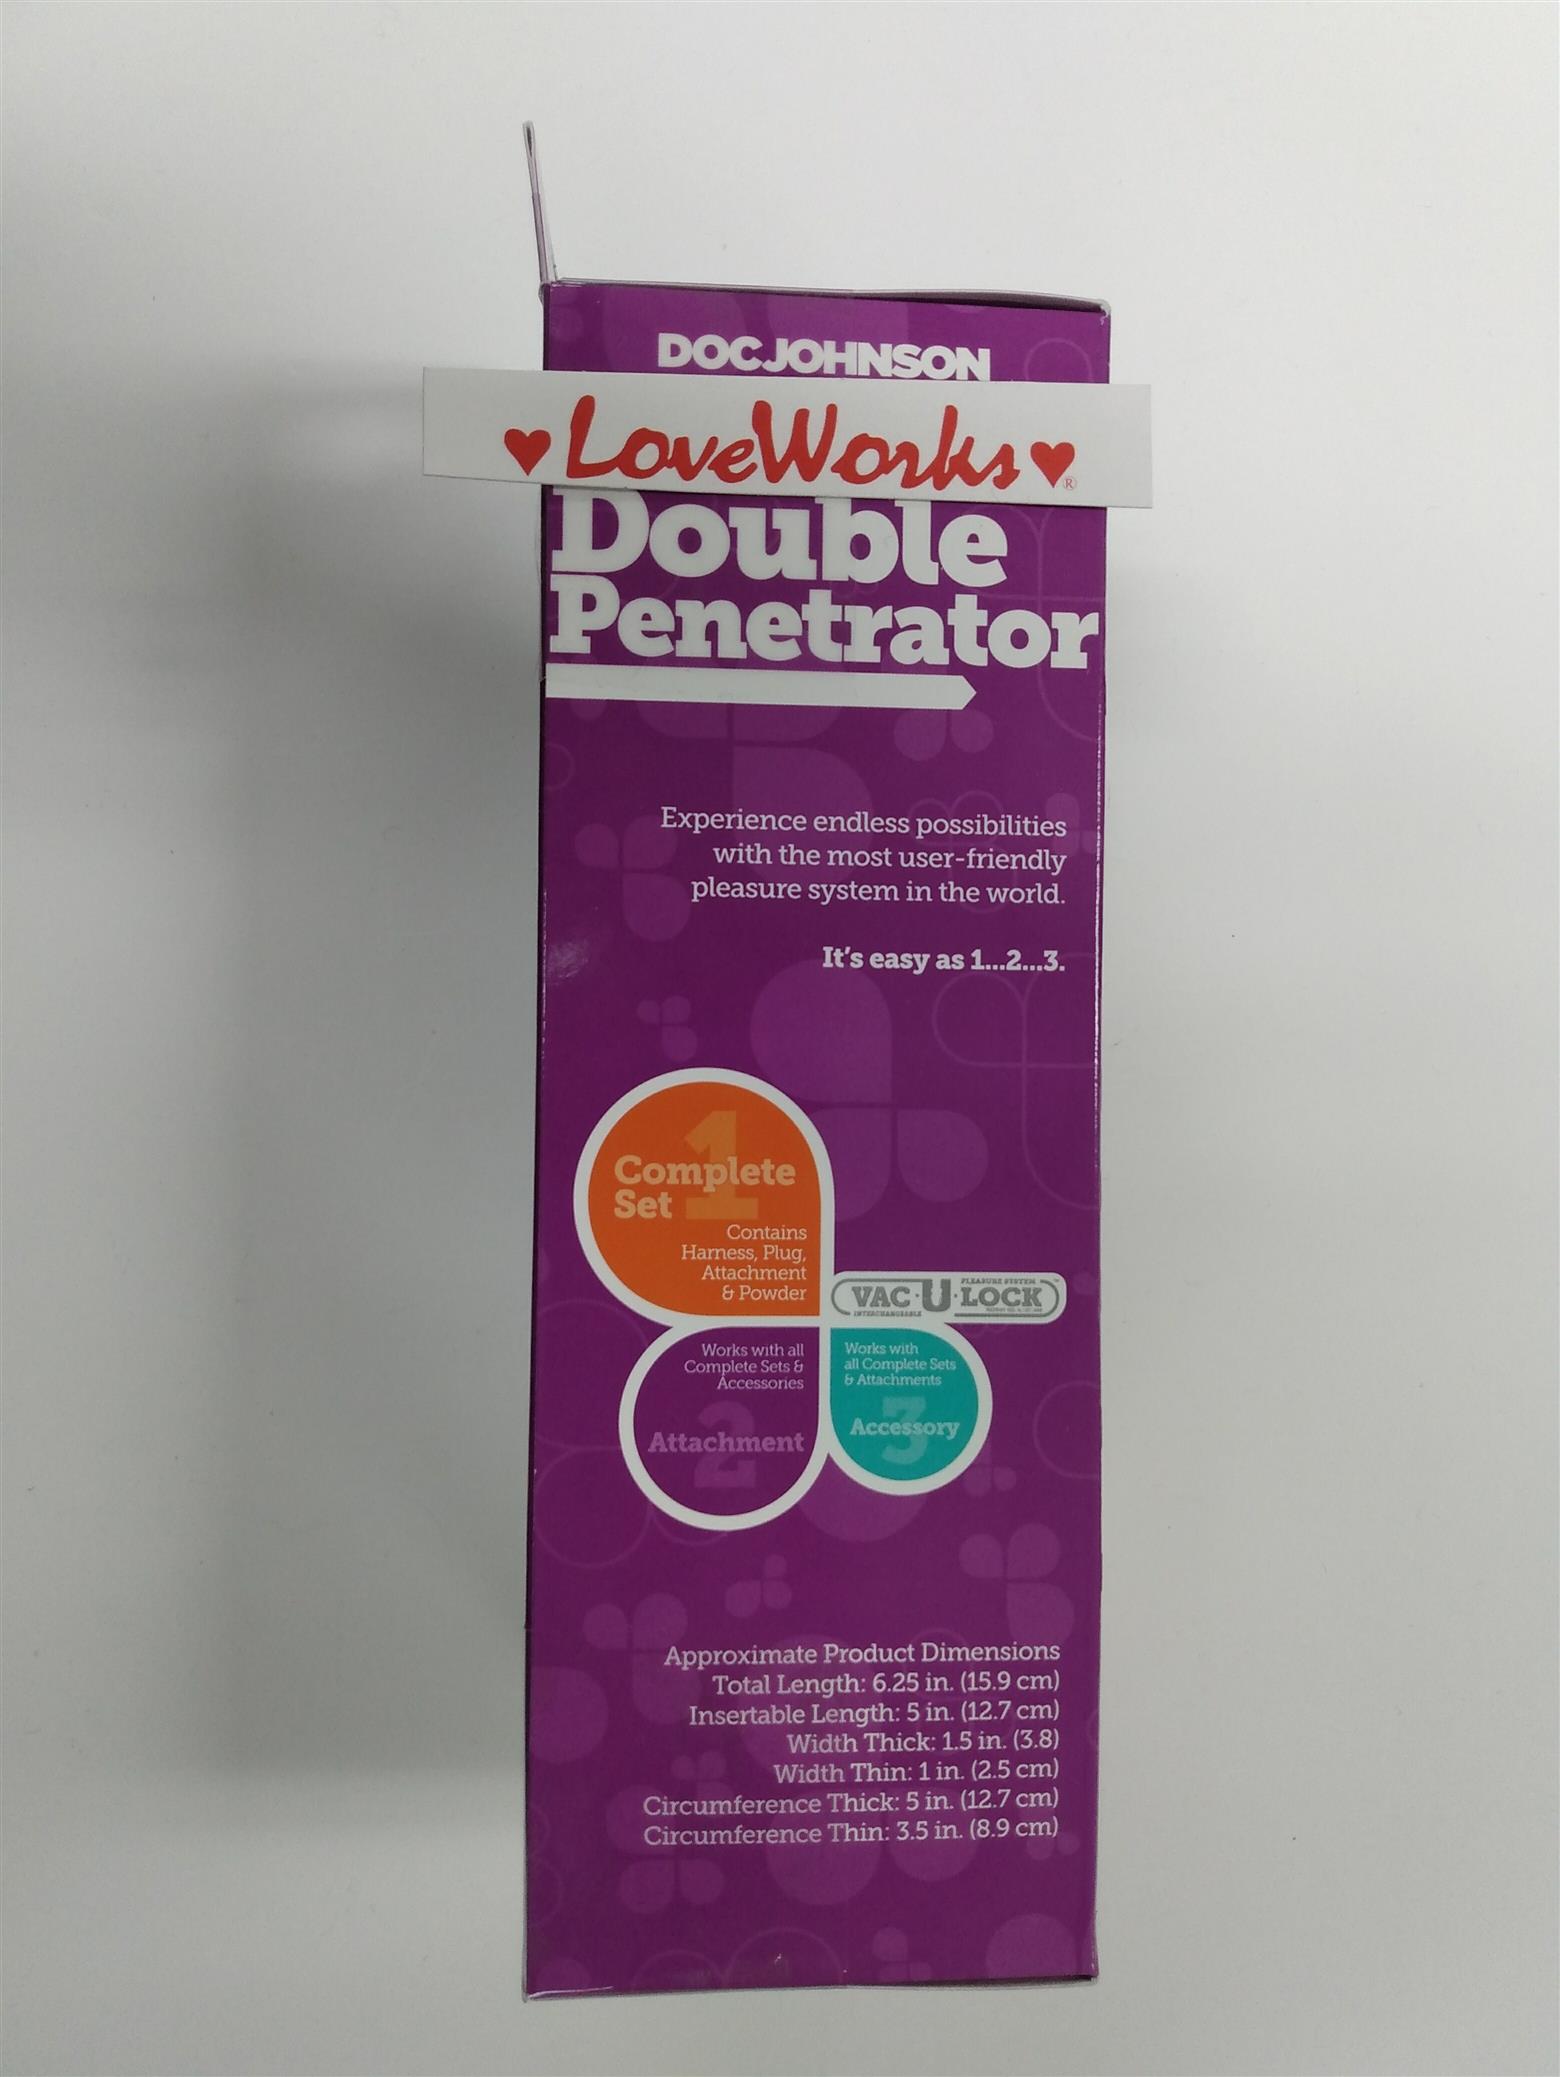 DOC JOHNSON
LoveWorks ®
Double
Penetrator
Experience endless possibilities
with the most user-friendly
pleasure system in the world.
It's easy as 1...2...3.
1
Complete
Set
Contains
Harness, Plug,
Attachment
& Powder
PLEASURE SYSTEM
VAC·U·LOCK
INTERCHANGEABLE
Works with all
Complete Sets &
Accessories
2
Attachment
Works with
all Complete Sets
& Attachments
3
Accessory
Approximate Product Dimensions
Total Length: 6.25 in. (15.9 cm)
Insertable Length: 5 in. (12.7 cm)
Width Thick: 1.5 in. (3.8)
Width Thin: 1 in. (2.5 cm)
Circumference Thick: 5 in. (12.7 cm)
Circumference Thin: 3.5 in. (8.9 cm)